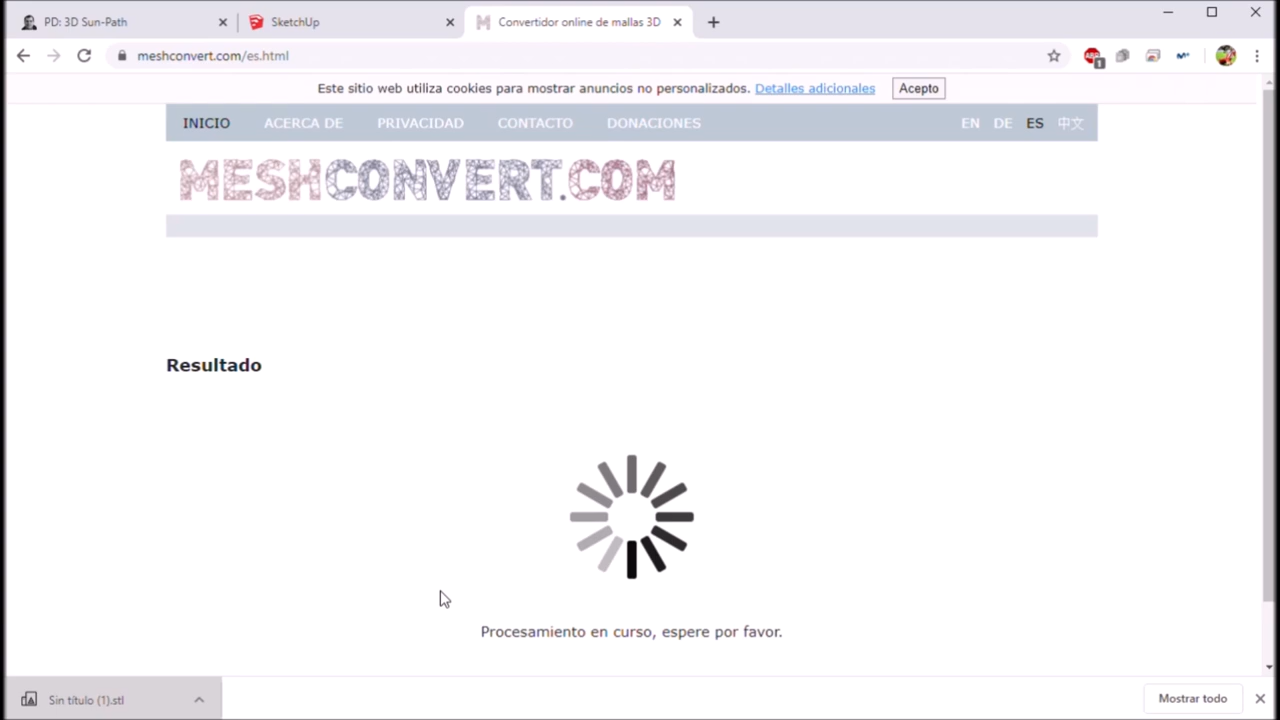 PD: 3D Sun-Path
SketchUp
Convertidor online de mallas 3D
meshconvert.com/es.html
ABP
1
Este sitio web utiliza cookies para mostrar anuncios no personalizados. Detalles adicionales Acepto
INICIO ACERCA DE PRIVACIDAD CONTACTO DONACIONES EN DE ES 中文
MESHCONVERT.COM
Resultado
Procesamiento en curso, espere por favor.
Sin título (1).stl
Mostrar todo